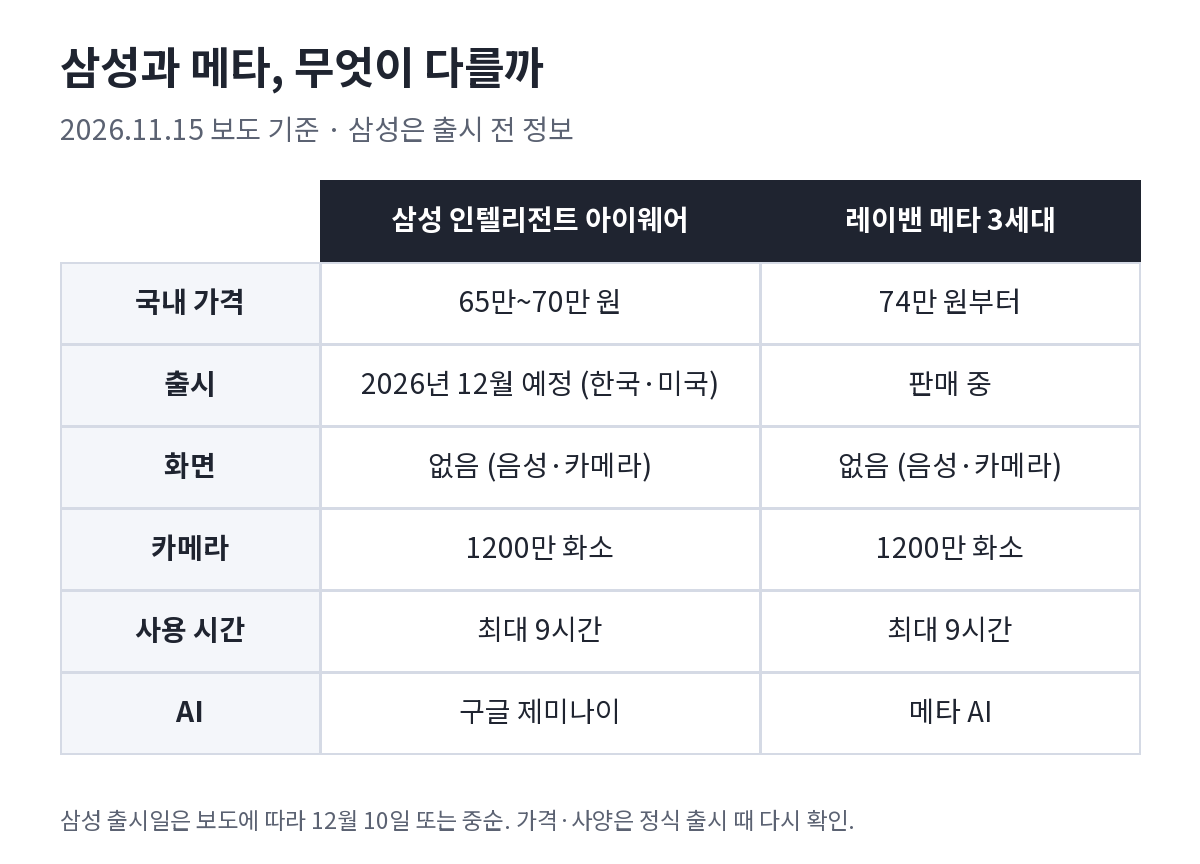 삼성과 메타, 무엇이 다를까
2026.11.15 보도 기준 · 삼성은 출시 전 정보
삼성 인텔리전트 아이웨어 레이밴 메타 3세대
국내 가격 65만~70만 원 74만 원부터
출시 2026년 12월 예정 (한국·미국) 판매 중
화면 없음 (음성·카메라) 없음 (음성·카메라)
카메라 1200만 화소 1200만 화소
사용 시간 최대 9시간 최대 9시간
AI 구글 제미나이 메타 AI
삼성 출시일은 보도에 따라 12월 10일 또는 중순. 가격·사양은 정식 출시 때 다시 확인.